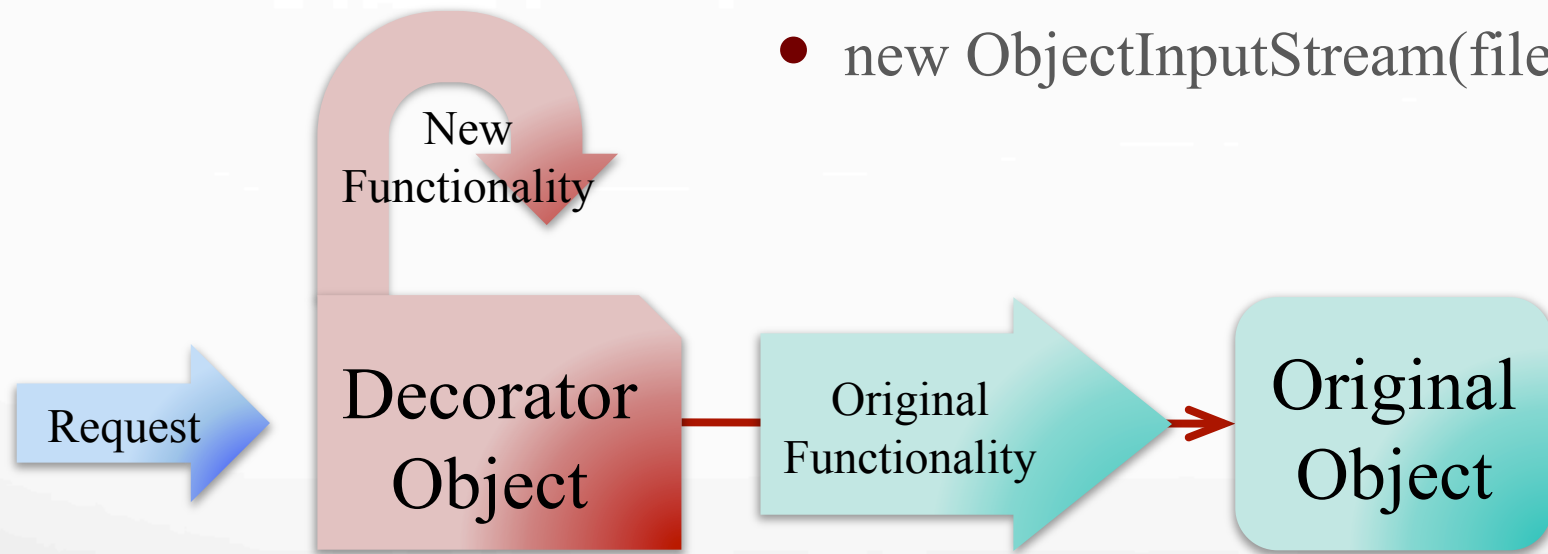 • new ObjectInputStream(file
New
Functionality
Request
Decorator
Object
Original
Functionality
Original
Object